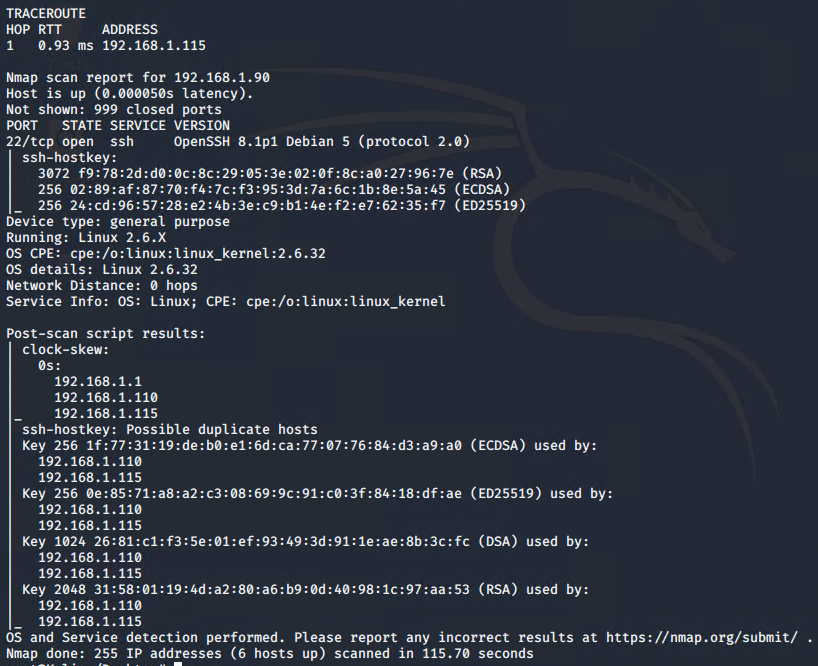 TRACEROUTE
HOP RTT     ADDRESS
1   0.93 ms 192.168.1.115

Nmap scan report for 192.168.1.90
Host is up (0.000050s latency).
Not shown: 999 closed ports
PORT   STATE SERVICE VERSION
22/tcp open  ssh     OpenSSH 8.1p1 Debian 5 (protocol 2.0)
| ssh-hostkey:
|   3072 f9:78:2d:d0:0c:8c:29:05:3e:02:0f:8c:a0:27:96:7e (RSA)
|   256 02:89:af:87:70:f4:7c:f3:95:3d:7a:6c:1b:8e:5a:45 (ECDSA)
|_  256 24:cd:96:57:28:e2:4b:3e:c9:b1:4e:f2:e7:62:35:f7 (ED25519)
Device type: general purpose
Running: Linux 2.6.X
OS CPE: cpe:/o:linux:linux_kernel:2.6.32
OS details: Linux 2.6.32
Network Distance: 0 hops
Service Info: OS: Linux; CPE: cpe:/o:linux:linux_kernel

Post-scan script results:
| clock-skew:
|   0s:
|     192.168.1.1
|     192.168.1.110
|_    192.168.1.115
| ssh-hostkey: Possible duplicate hosts
| Key 256 1f:77:31:19:de:b0:e1:6d:ca:77:07:76:84:d3:a9:a0 (ECDSA) used by:
|   192.168.1.110
|   192.168.1.115
| Key 256 0e:85:71:a8:a2:c3:08:69:9c:91:c0:3f:84:18:df:ae (ED25519) used by:
|   192.168.1.110
|   192.168.1.115
| Key 1024 26:81:c1:f3:5e:01:ef:93:49:3d:91:1e:ae:8b:3c:fc (DSA) used by:
|   192.168.1.110
|   192.168.1.115
| Key 2048 31:58:01:19:4d:a2:80:a6:b9:0d:40:98:1c:97:aa:53 (RSA) used by:
|   192.168.1.110
|_  192.168.1.115
OS and Service detection performed. Please report any incorrect results at https://nmap.org/submit/ .
Nmap done: 255 IP addresses (6 hosts up) scanned in 115.70 seconds